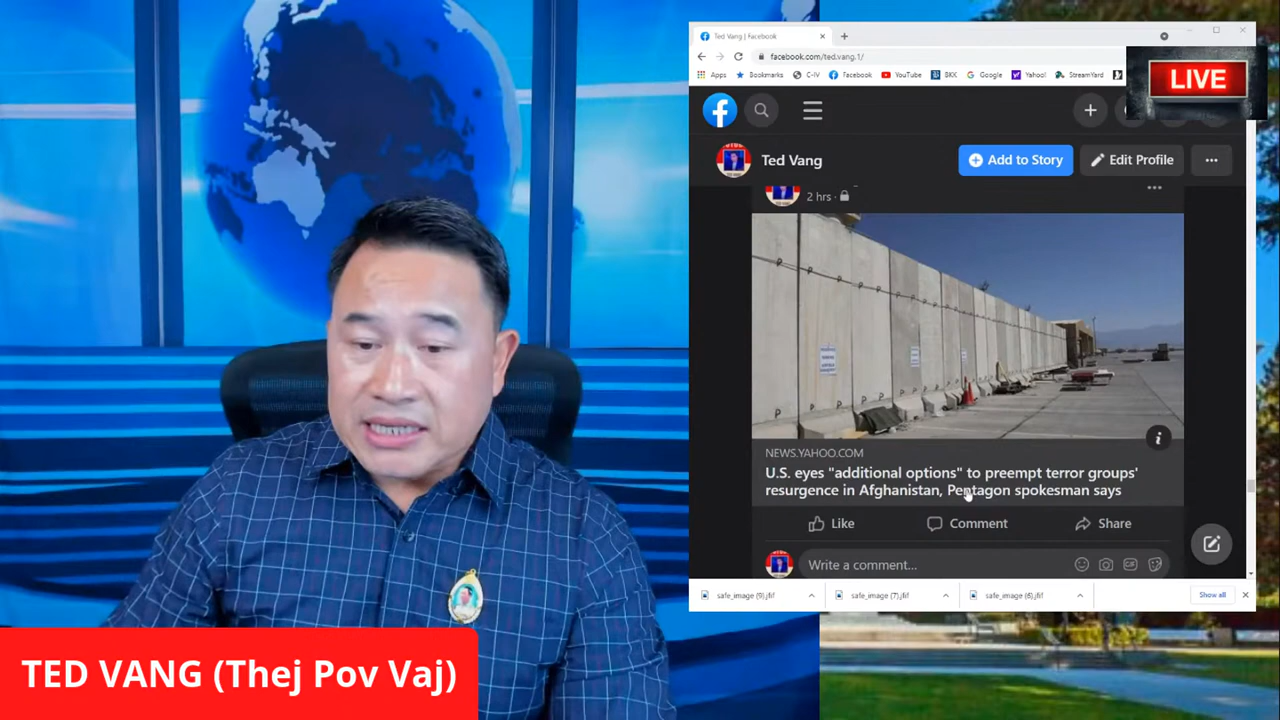 Ted Vang | Facebook
facebook.com/ted.vang.1/
Apps
Bookmarks
C-IV
Facebook
YouTube
BKK
Google
Yahoo!
StreamYard
LIVE
Ted Vang
Add to Story
Edit Profile
2 hrs
NEWS.YAHOO.COM
U.S. eyes "additional options" to preempt terror groups'
resurgence in Afghanistan, Pentagon spokesman says
Like
Comment
Share
Write a comment...
GIF
safe_image (9).jfif
safe_image (7).jfif
safe_image (6).jfif
Show all
TED VANG (Thej Pov Vaj)